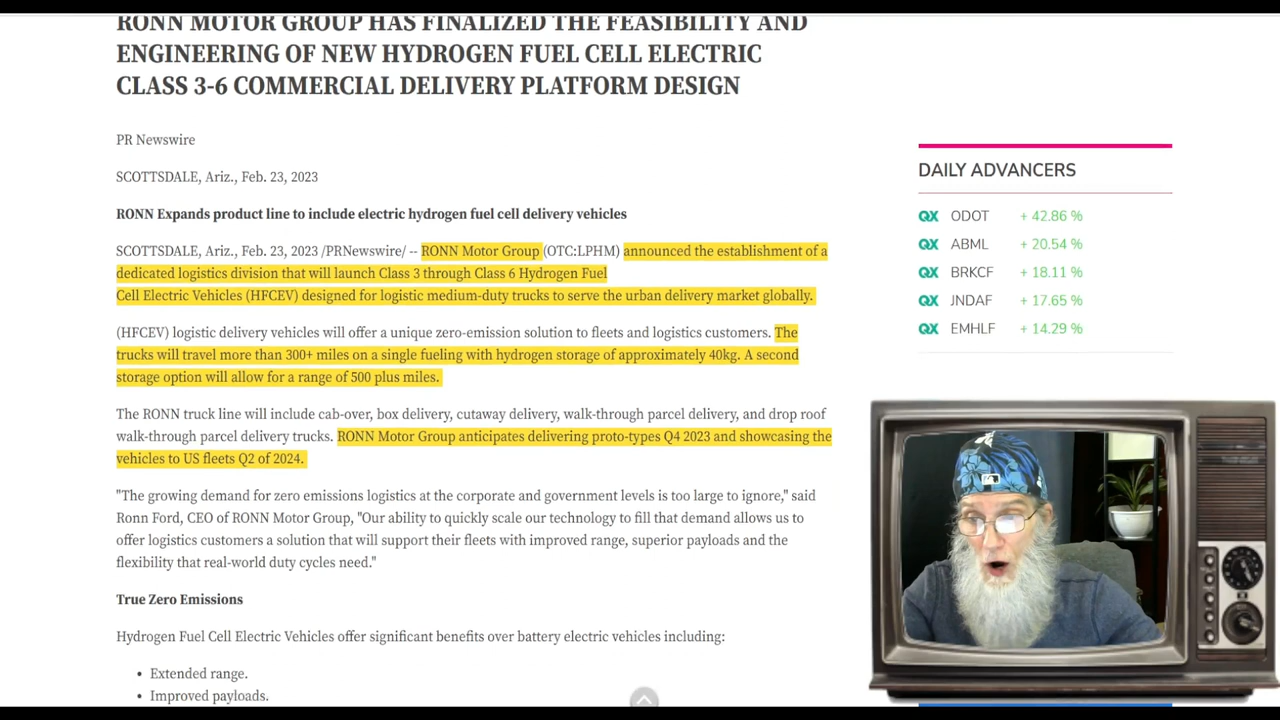 RONN MOTOR GROUP HAS FINALIZED THE FEASIBILITY AND
ENGINEERING OF NEW HYDROGEN FUEL CELL ELECTRIC
CLASS 3-6 COMMERCIAL DELIVERY PLATFORM DESIGN
PR Newswire
SCOTTSDALE, Ariz., Feb. 23, 2023
RONN Expands product line to include electric hydrogen fuel cell delivery vehicles
SCOTTSDALE, Ariz., Feb. 23, 2023 /PRNewswire/ -- RONN Motor Group (OTC:LPHM) announced the establishment of a
dedicated logistics division that will launch Class 3 through Class 6 Hydrogen Fuel
Cell Electric Vehicles (HFCEV) designed for logistic medium-duty trucks to serve the urban delivery market globally.
(HFCEV) logistic delivery vehicles will offer a unique zero-emission solution to fleets and logistics customers. The
trucks will travel more than 300+ miles on a single fueling with hydrogen storage of approximately 40kg. A second
storage option will allow for a range of 500 plus miles.
The RONN truck line will include cab-over, box delivery, cutaway delivery, walk-through parcel delivery, and drop roof
walk-through parcel delivery trucks. RONN Motor Group anticipates delivering proto-types Q4 2023 and showcasing the
vehicles to US fleets Q2 of 2024.
"The growing demand for zero emissions logistics at the corporate and government levels is too large to ignore," said
Ronn Ford, CEO of RONN Motor Group, "Our ability to quickly scale our technology to fill that demand allows us to
offer logistics customers a solution that will support their fleets with improved range, superior payloads and the
flexibility that real-world duty cycles need."
True Zero Emissions
Hydrogen Fuel Cell Electric Vehicles offer significant benefits over battery electric vehicles including:
• Extended range.
• Improved payloads.
DAILY ADVANCERS
QX ODOT + 42.86 %
QX ABML + 20.54 %
QX BRKCF + 18.11 %
QX JNDAF + 17.65 %
QX EMHLF + 14.29 %